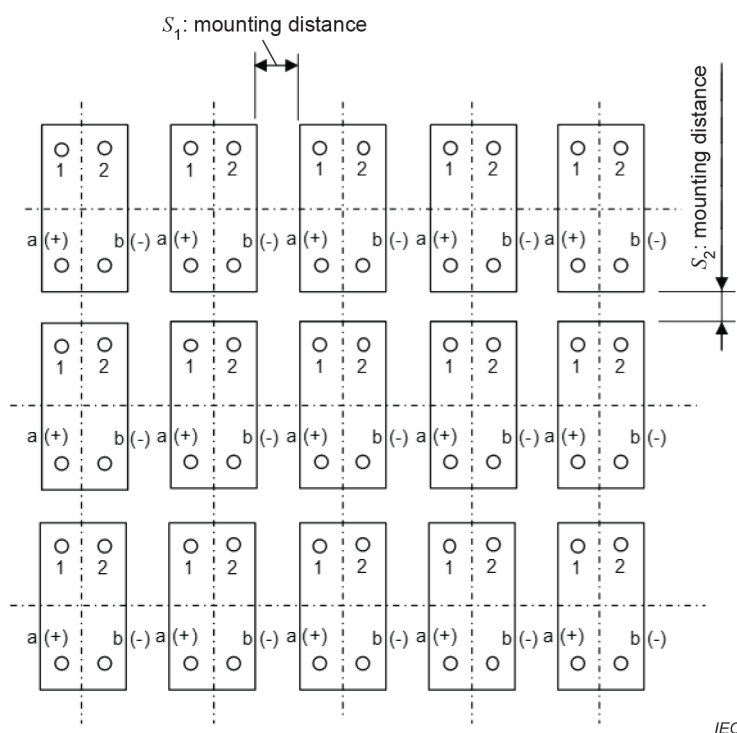 S1: mounting distance
S2: mounting distance
1 2 1 2 1 2 1 2 1 2
a (+) b (-) a (+) b (-) a (+) b (-) a (+) b (-) a (+) b (-)
1 2 1 2 1 2 1 2 1 2
a (+) b (-) a (+) b (-) a (+) b (-) a (+) b (-) a (+) b (-)
1 2 1 2 1 2 1 2 1 2
a (+) b (-) a (+) b (-) a (+) b (-) a (+) b (-) a (+) b (-)
IEC